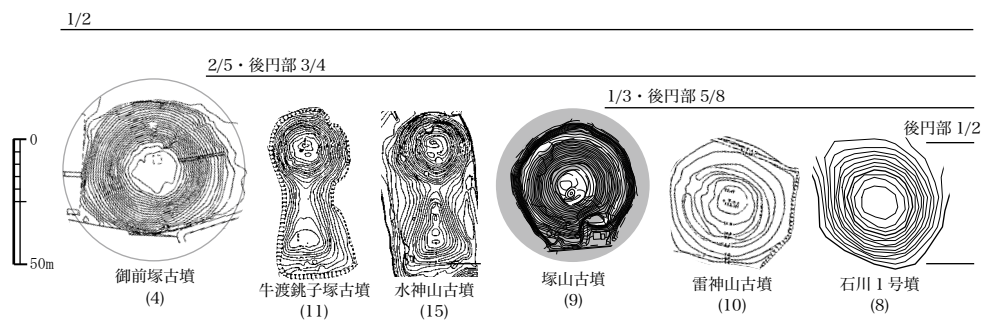 1/2
2/5・後円部 3/4
1/3・後円部 5/8
後円部 1/2
0
50m
御前塚古墳
(4)
牛渡銚子塚古墳
(11)
水神山古墳
(15)
塚山古墳
(9)
雷神山古墳
(10)
石川 1 号墳
(8)